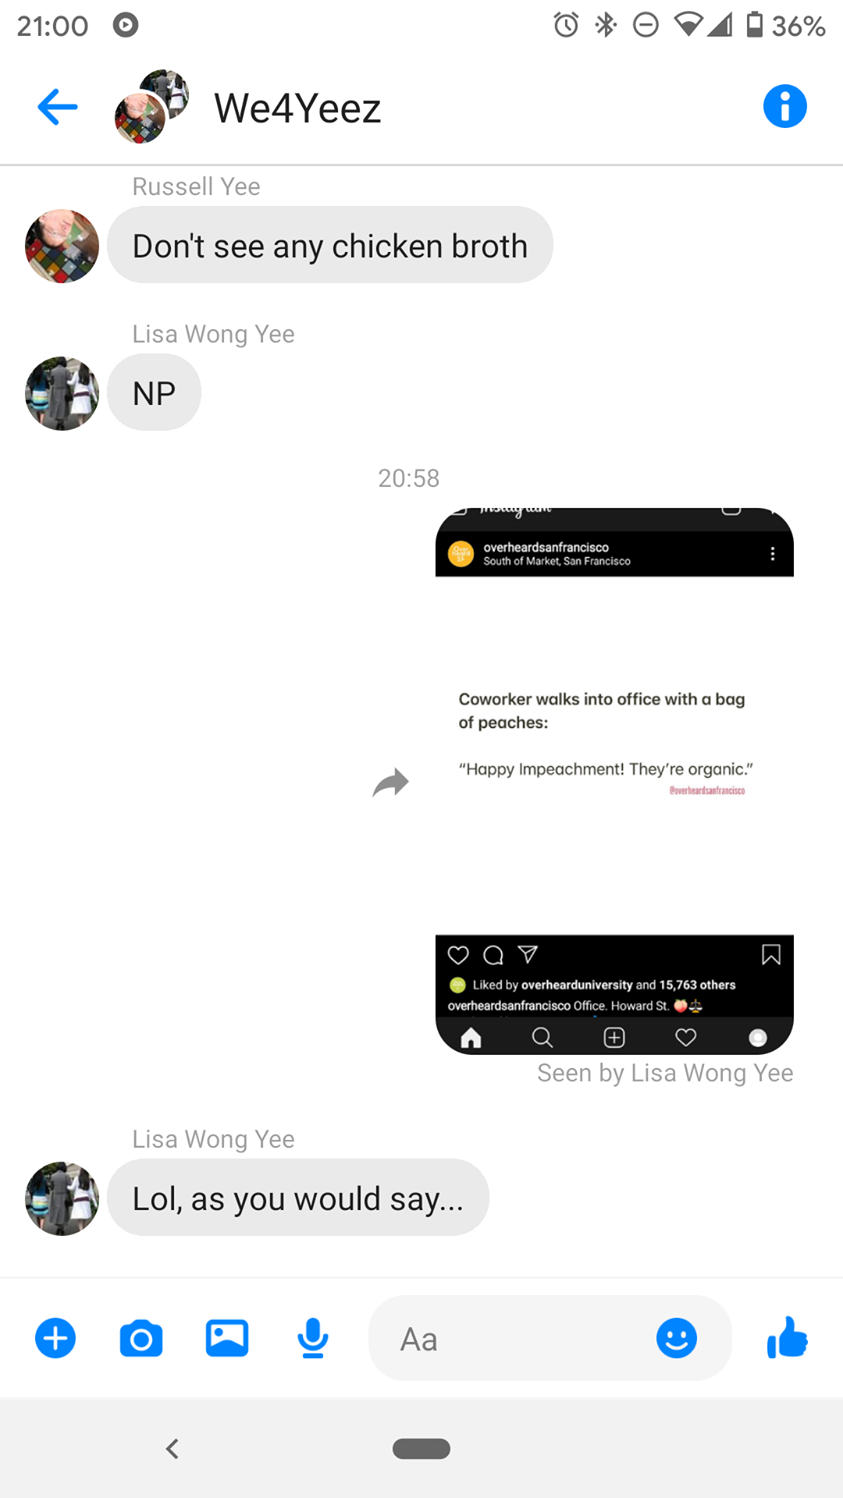 21:00 36%
We4Yeez
Russell Yee
Don't see any chicken broth
Lisa Wong Yee
NP
20:58
Instagram
overheardsanfrancisco
South of Market, San Francisco
Coworker walks into office with a bag
of peaches:
“Happy Impeachment! They’re organic.”
@overheardsanfrancisco
Liked by overhearduniversity and 15,763 others
overheardsanfrancisco Office. Howard St. 🍑⚖️
Seen by Lisa Wong Yee
Lisa Wong Yee
Lol, as you would say...
Aa